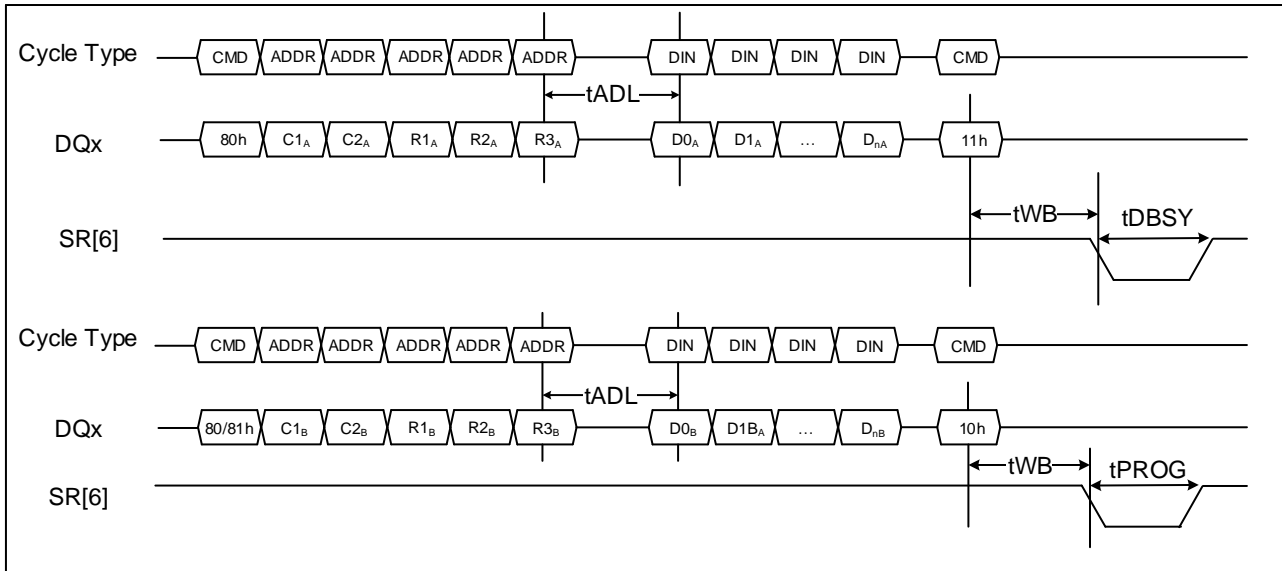 Cycle Type CMD ADDR ADDR ADDR ADDR ADDR DIN DIN DIN DIN CMD
tADL
DQx 80h C1A C2A R1A R2A R3A D0A D1A ... DnA 11h
tWB tDBSY
SR[6]
Cycle Type CMD ADDR ADDR ADDR ADDR ADDR DIN DIN DIN DIN CMD
tADL
DQx 80/81h C1B C2B R1B R2B R3B D0B D1BA ... DnB 10h
tWB tPROG
SR[6]